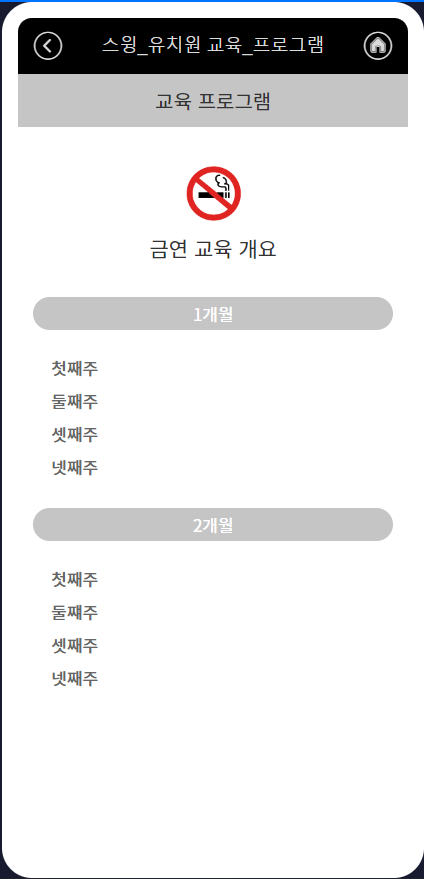 스윙_유치원 교육_프로그램
교육 프로그램
금연 교육 개요
1개월
첫째주
둘째주
셋째주
넷째주
2개월
첫째주
둘째주
셋째주
넷째주